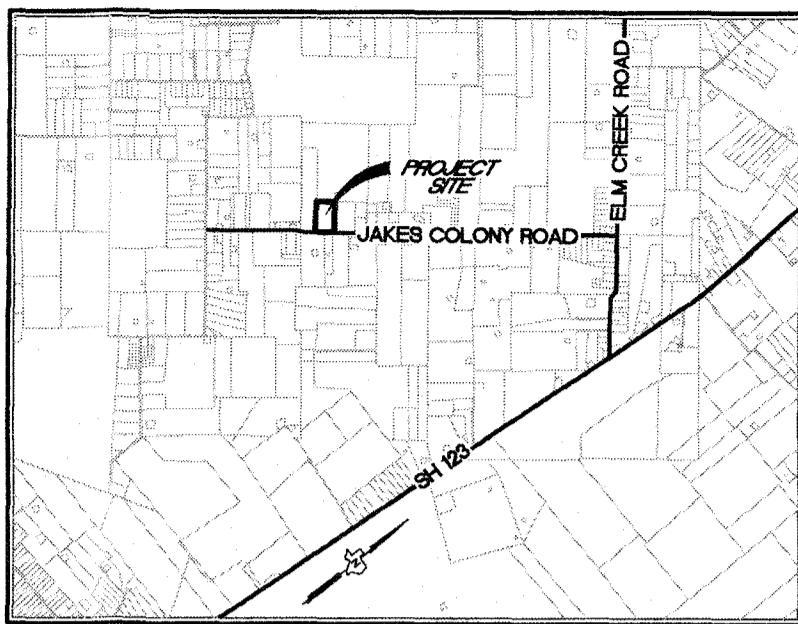 ELM CREEK ROAD
PROJECT
SITE
JAKES COLONY ROAD
SH 123
N